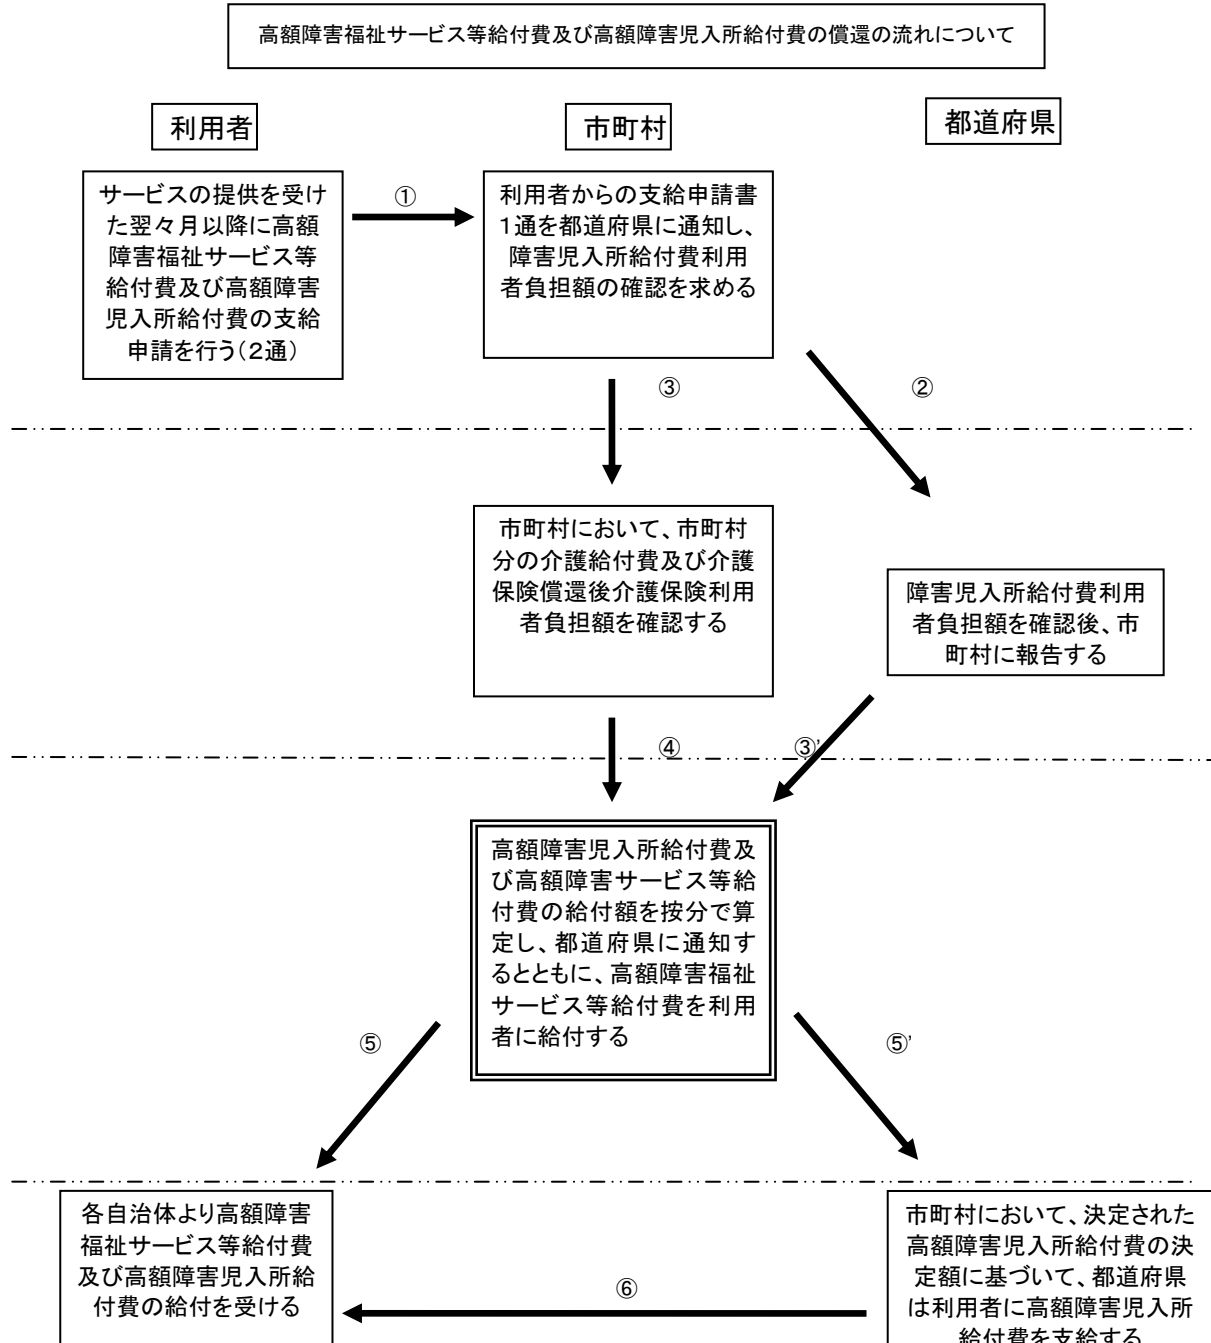 高額障害福祉サービス等給付費及び高額障害児入所給付費の償還の流れについて
利用者
市町村
都道府県
サービスの提供を受け
た翌々月以降に高額
障害福祉サービス等
給付費及び高額障害
児入所給付費の支給
申請を行う(2通)
①
利用者からの支給申請書
1通を都道府県に通知し、
障害児入所給付費利用
者負担額の確認を求める
③
②
市町村において、市町村
分の介護給付費及び介護
保険償還後介護保険利用
者負担額を確認する
障害児入所給付費利用
者負担額を確認後、市
町村に報告する
④
③’
高額障害児入所給付費及
び高額障害サービス等給
付費の給付額を按分で算
定し、都道府県に通知す
るとともに、高額障害福祉
サービス等給付費を利用
者に給付する
⑤
⑤’
各自治体より高額障害
福祉サービス等給付費
及び高額障害児入所給
付費の給付を受ける
⑥
市町村において、決定された
高額障害児入所給付費の決
定額に基づいて、都道府県
は利用者に高額障害児入所
給付費を支給する